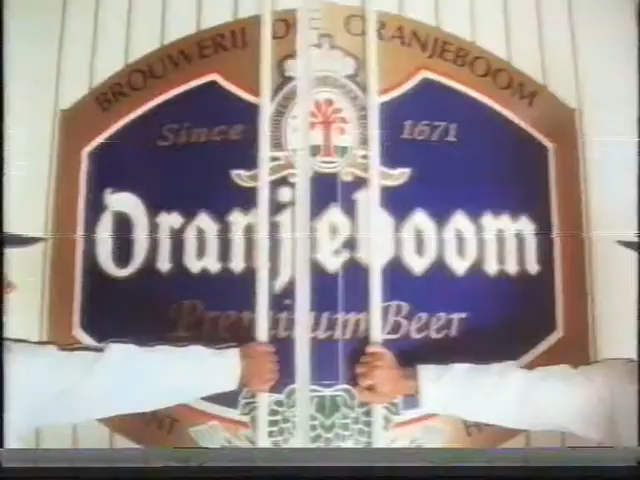 BROUWERIJ DE ORANJEBOOM
Since 1671
Oranjeboom
Premium Beer